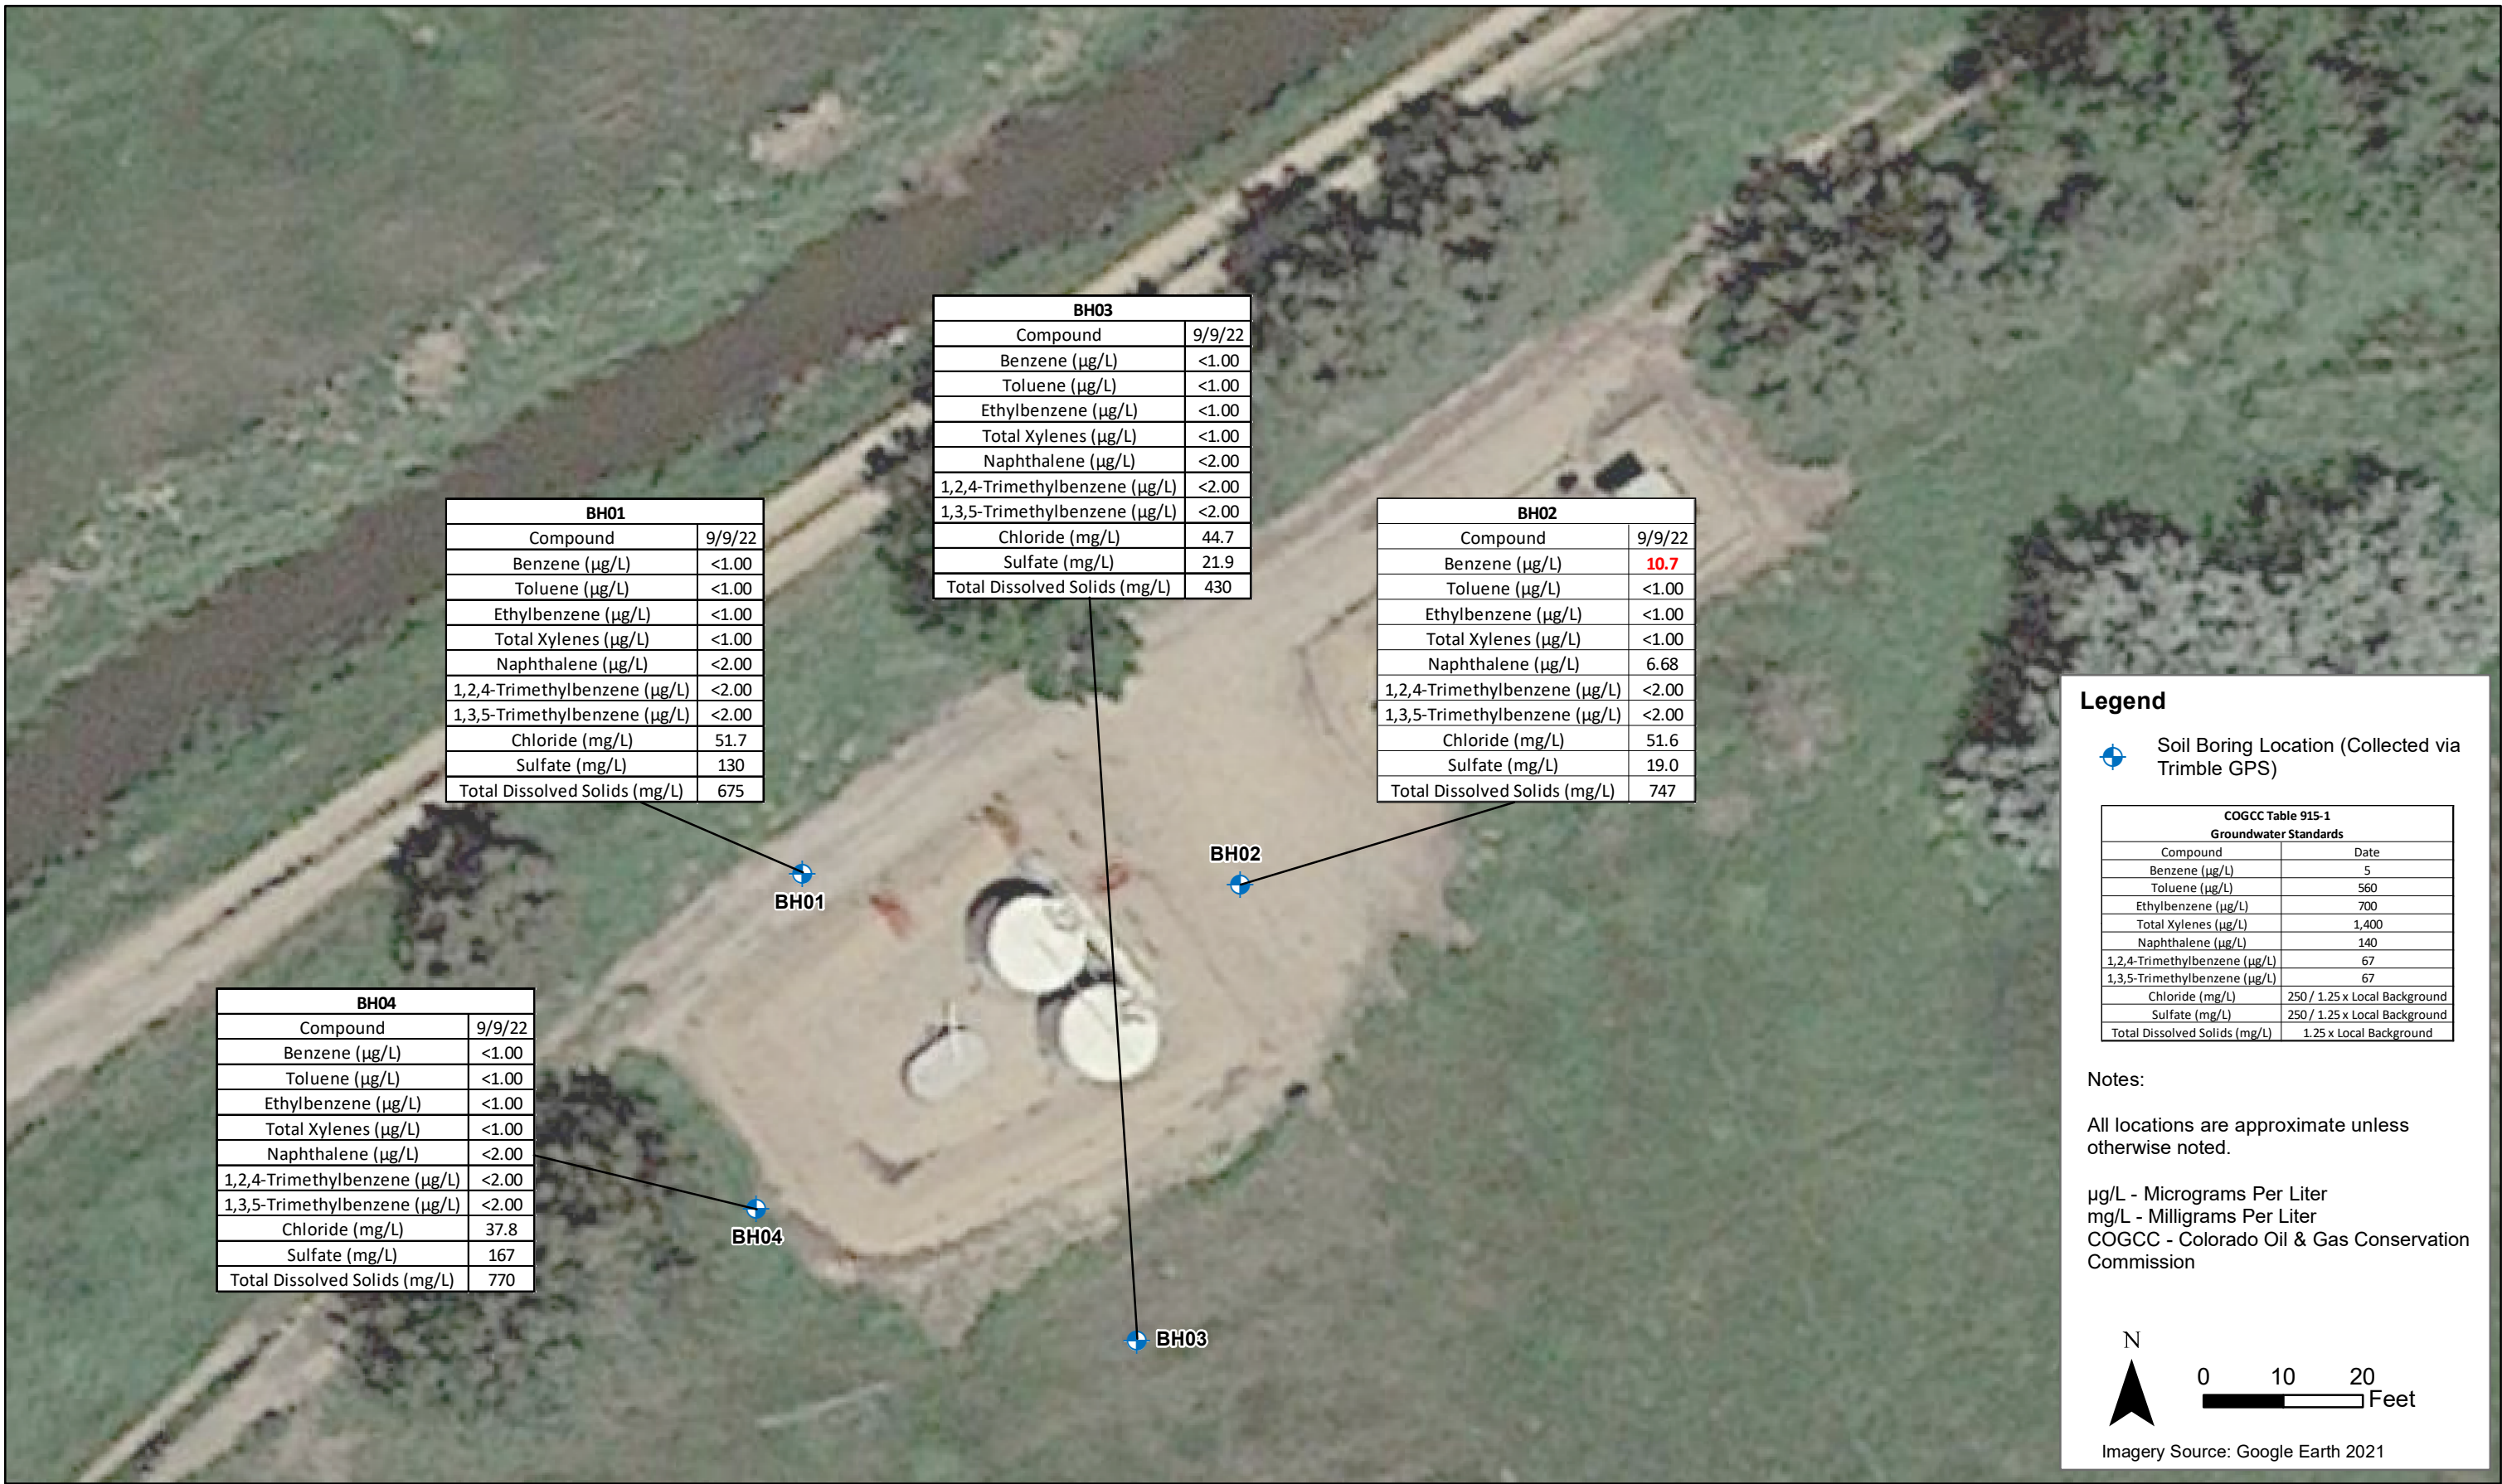 BH03
Compound 9/9/22
Benzene (µg/L) <1.00
Toluene (µg/L) <1.00
Ethylbenzene (µg/L) <1.00
Total Xylenes (µg/L) <1.00
Naphthalene (µg/L) <2.00
1,2,4-Trimethylbenzene (µg/L) <2.00
1,3,5-Trimethylbenzene (µg/L) <2.00
Chloride (mg/L) 44.7
Sulfate (mg/L) 21.9
Total Dissolved Solids (mg/L) 430
BH01
Compound 9/9/22
Benzene (µg/L) <1.00
Toluene (µg/L) <1.00
Ethylbenzene (µg/L) <1.00
Total Xylenes (µg/L) <1.00
Naphthalene (µg/L) <2.00
1,2,4-Trimethylbenzene (µg/L) <2.00
1,3,5-Trimethylbenzene (µg/L) <2.00
Chloride (mg/L) 51.7
Sulfate (mg/L) 130
Total Dissolved Solids (mg/L) 675
BH02
Compound 9/9/22
Benzene (µg/L) 10.7
Toluene (µg/L) <1.00
Ethylbenzene (µg/L) <1.00
Total Xylenes (µg/L) <1.00
Naphthalene (µg/L) 6.68
1,2,4-Trimethylbenzene (µg/L) <2.00
1,3,5-Trimethylbenzene (µg/L) <2.00
Chloride (mg/L) 51.6
Sulfate (mg/L) 19.0
Total Dissolved Solids (mg/L) 747
BH02
BH01
BH04
Compound 9/9/22
Benzene (µg/L) <1.00
Toluene (µg/L) <1.00
Ethylbenzene (µg/L) <1.00
Total Xylenes (µg/L) <1.00
Naphthalene (µg/L) <2.00
1,2,4-Trimethylbenzene (µg/L) <2.00
1,3,5-Trimethylbenzene (µg/L) <2.00
Chloride (mg/L) 37.8
Sulfate (mg/L) 167
Total Dissolved Solids (mg/L) 770
BH04
BH03
Legend
Soil Boring Location (Collected via
Trimble GPS)
COGCC Table 915-1
Groundwater Standards
Compound Date
Benzene (µg/L) 5
Toluene (µg/L) 560
Ethylbenzene (µg/L) 700
Total Xylenes (µg/L) 1,400
Naphthalene (µg/L) 140
1,2,4-Trimethylbenzene (µg/L) 67
1,3,5-Trimethylbenzene (µg/L) 67
Chloride (mg/L) 250 / 1.25 x Local Background
Sulfate (mg/L) 250 / 1.25 x Local Background
Total Dissolved Solids (mg/L) 1.25 x Local Background
Notes:
All locations are approximate unless
otherwise noted.
µg/L - Micrograms Per Liter
mg/L - Milligrams Per Liter
COGCC - Colorado Oil & Gas Conservation
Commission
N
0 10 20
Feet
Imagery Source: Google Earth 2021